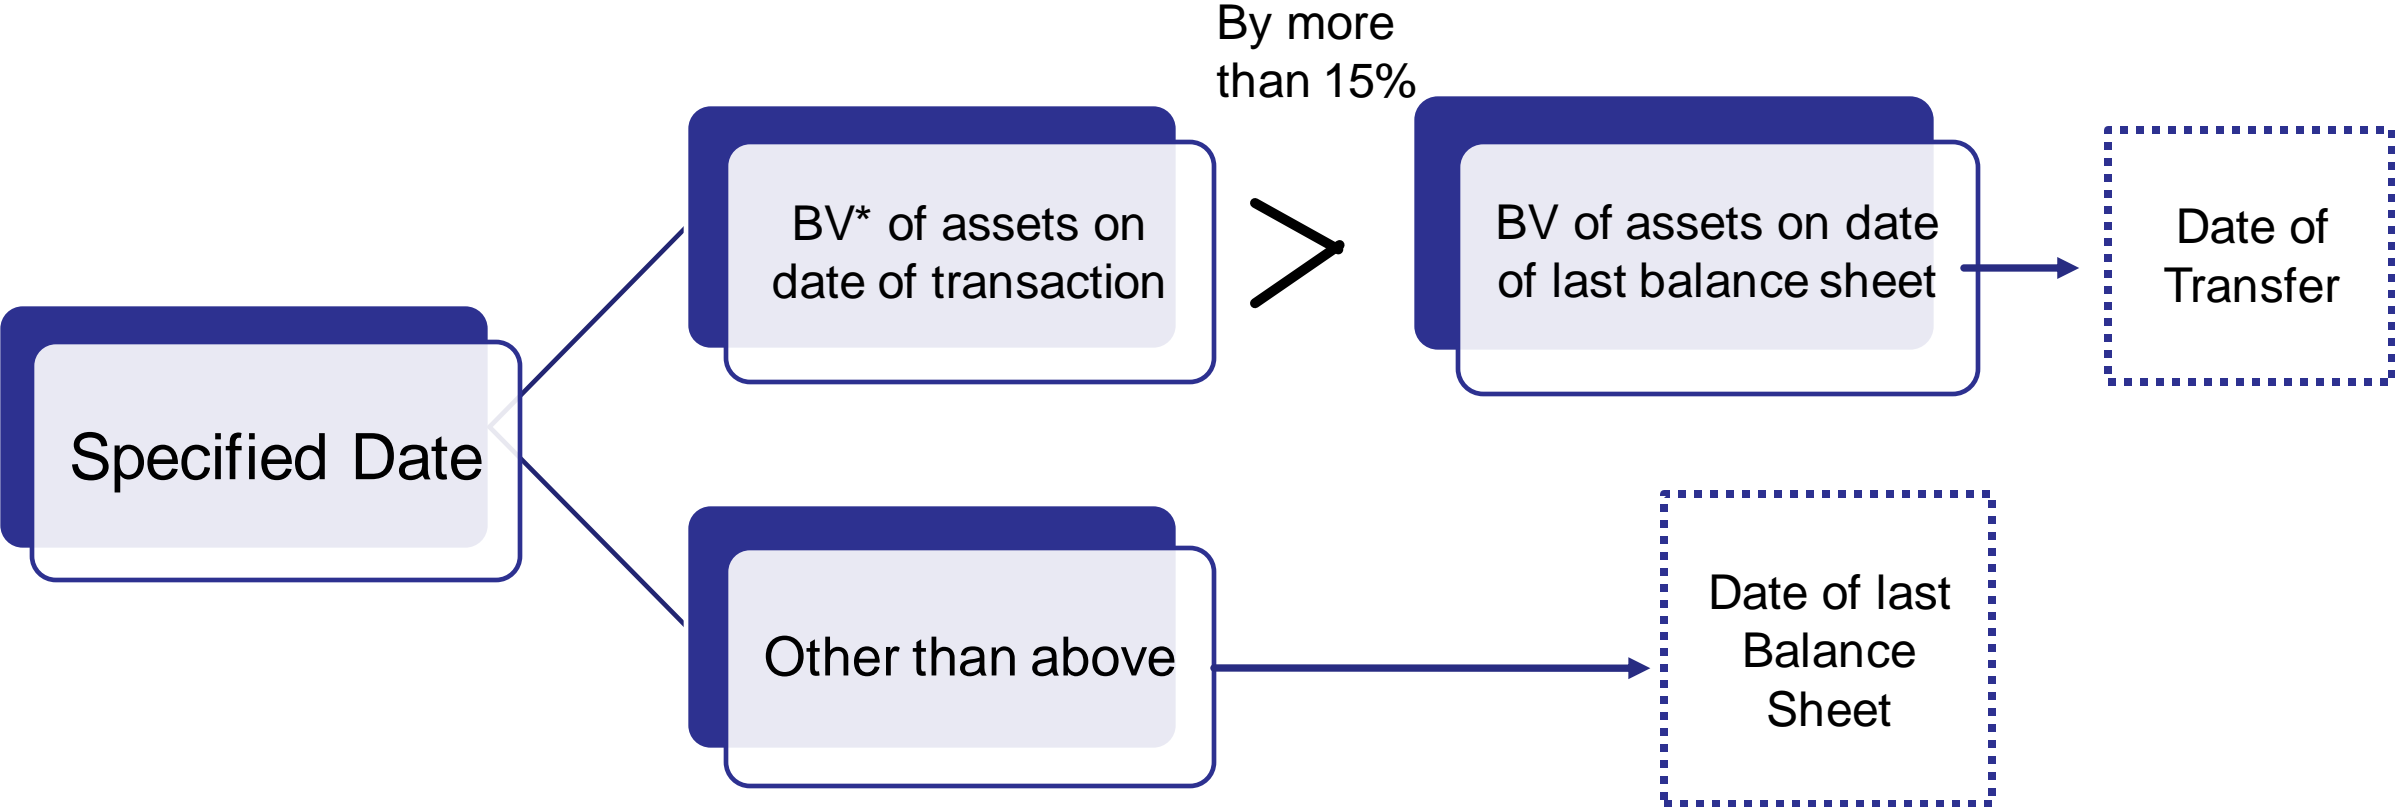 By more
than 15%
BV* of assets on
date of transaction
>
BV of assets on date
of last balance sheet
Date of
Transfer
Specified Date
Other than above
Date of last
Balance
Sheet